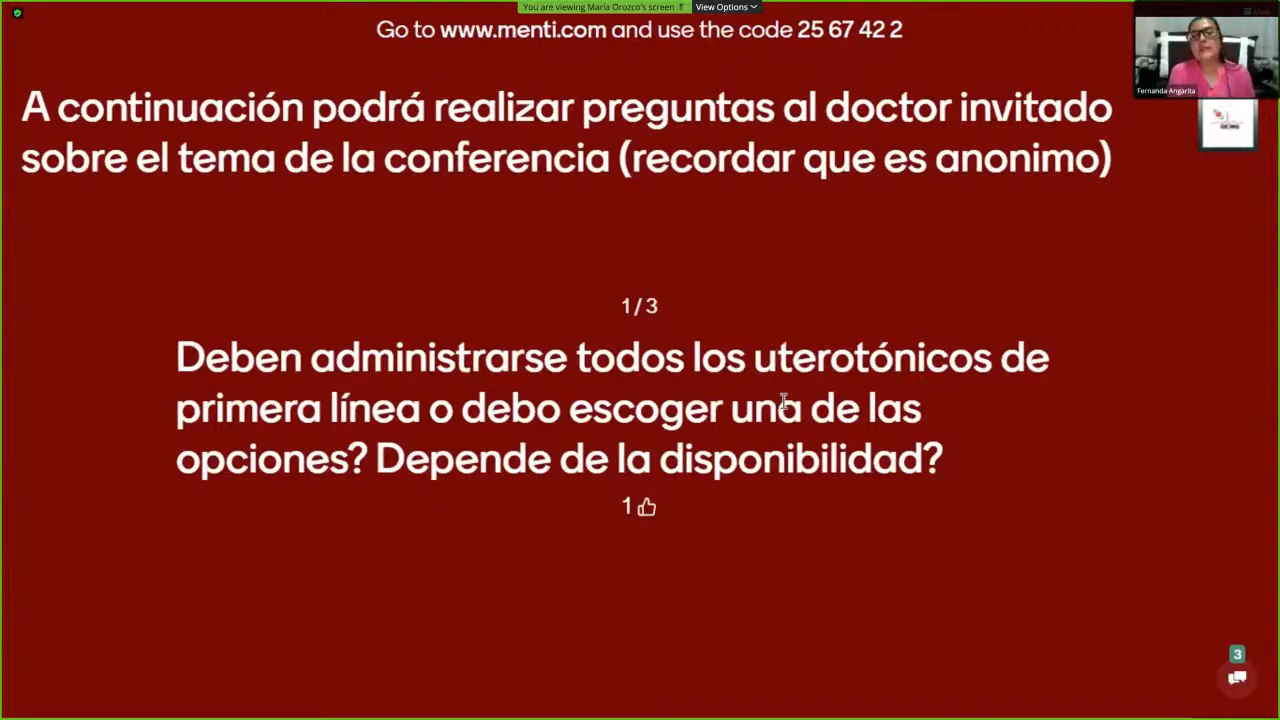 You are viewing María Orozco's screen
View Options
View
Go to www.menti.com and use the code 25 67 42 2
Fernanda Angarita
A continuación podrá realizar preguntas al doctor invitado
sobre el tema de la conferencia (recordar que es anonimo)
1 / 3
Deben administrarse todos los uterotónicos de
primera línea o debo escoger una de las
opciones? Depende de la disponibilidad?
1
3